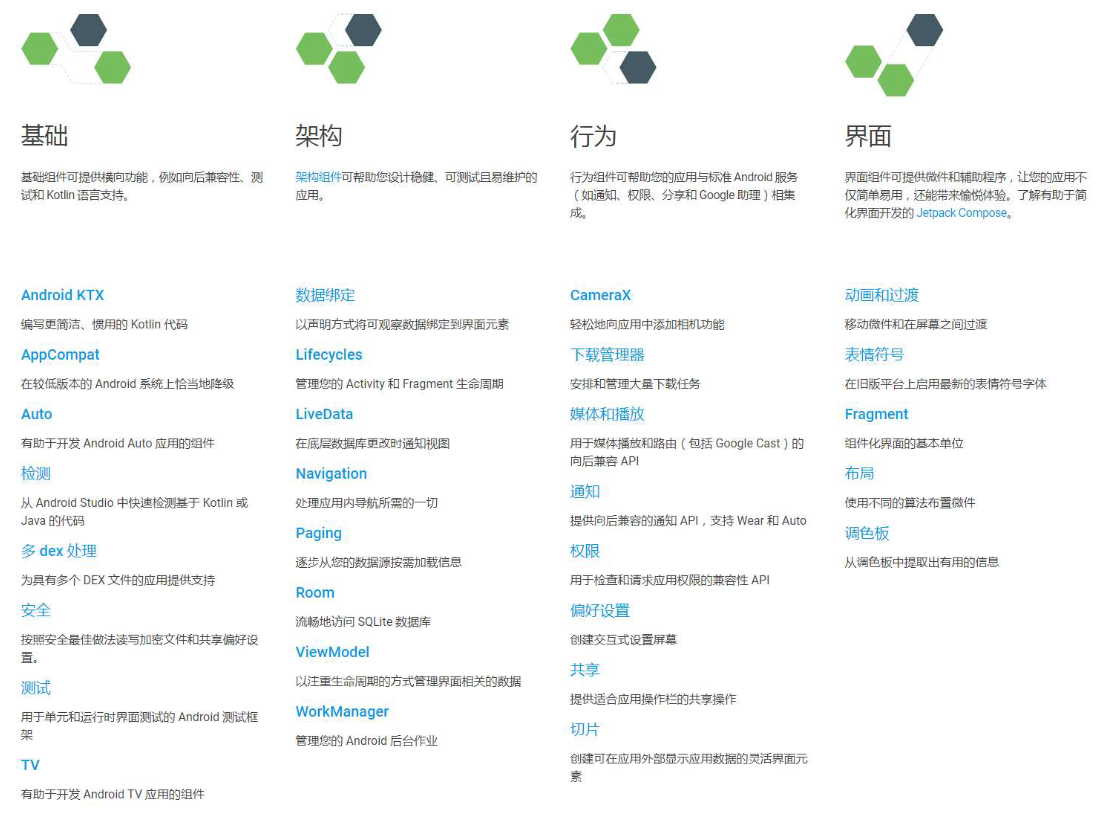 基础
基础组件可提供横向功能，例如向后兼容性、测
试和 Kotlin 语言支持。
Android KTX
编写更简洁、惯用的 Kotlin 代码
AppCompat
在较低版本的 Android 系统上恰当地降级
Auto
有助于开发 Android Auto 应用的组件
检测
从 Android Studio 中快速检测基于 Kotlin 或
Java 的代码
多 dex 处理
为具有多个 DEX 文件的应用提供支持
安全
按照安全最佳做法读写加密文件和共享偏好设
置。
测试
用于单元和运行时界面测试的 Android 测试框
架
TV
有助于开发 Android TV 应用的组件
架构
架构组件可帮助您设计稳健、可测试且易维护的
应用。
数据绑定
以声明方式将可观察数据绑定到界面元素
Lifecycles
管理您的 Activity 和 Fragment 生命周期
LiveData
在底层数据库更改时通知视图
Navigation
处理应用内导航所需的一切
Paging
逐步从您的数据源按需加载信息
Room
流畅地访问 SQLite 数据库
ViewModel
以注重生命周期的方式管理界面相关的数据
WorkManager
管理您的 Android 后台作业
行为
行为组件可帮助您的应用与标准 Android 服务
（如通知、权限、分享和 Google 助理）相集
成。
CameraX
轻松地向应用中添加相机功能
下载管理器
安排和管理大量下载任务
媒体和播放
用于媒体播放和路由（包括 Google Cast）的
向后兼容 API
通知
提供向后兼容的通知 API，支持 Wear 和 Auto
权限
用于检查和请求应用权限的兼容性 API
偏好设置
创建交互式设置屏幕
共享
提供适合应用操作栏的共享操作
切片
创建可在应用外部显示应用数据的灵活界面元
素
界面
界面组件可提供微件和辅助程序，让您的应用不
仅简单易用，还能带来愉悦体验。了解有助于简
化界面开发的 Jetpack Compose。
动画和过渡
移动微件和在屏幕之间过渡
表情符号
在旧版平台上启用最新的表情符号字体
Fragment
组件化界面的基本单位
布局
使用不同的算法布置微件
调色板
从调色板中提取出有用的信息